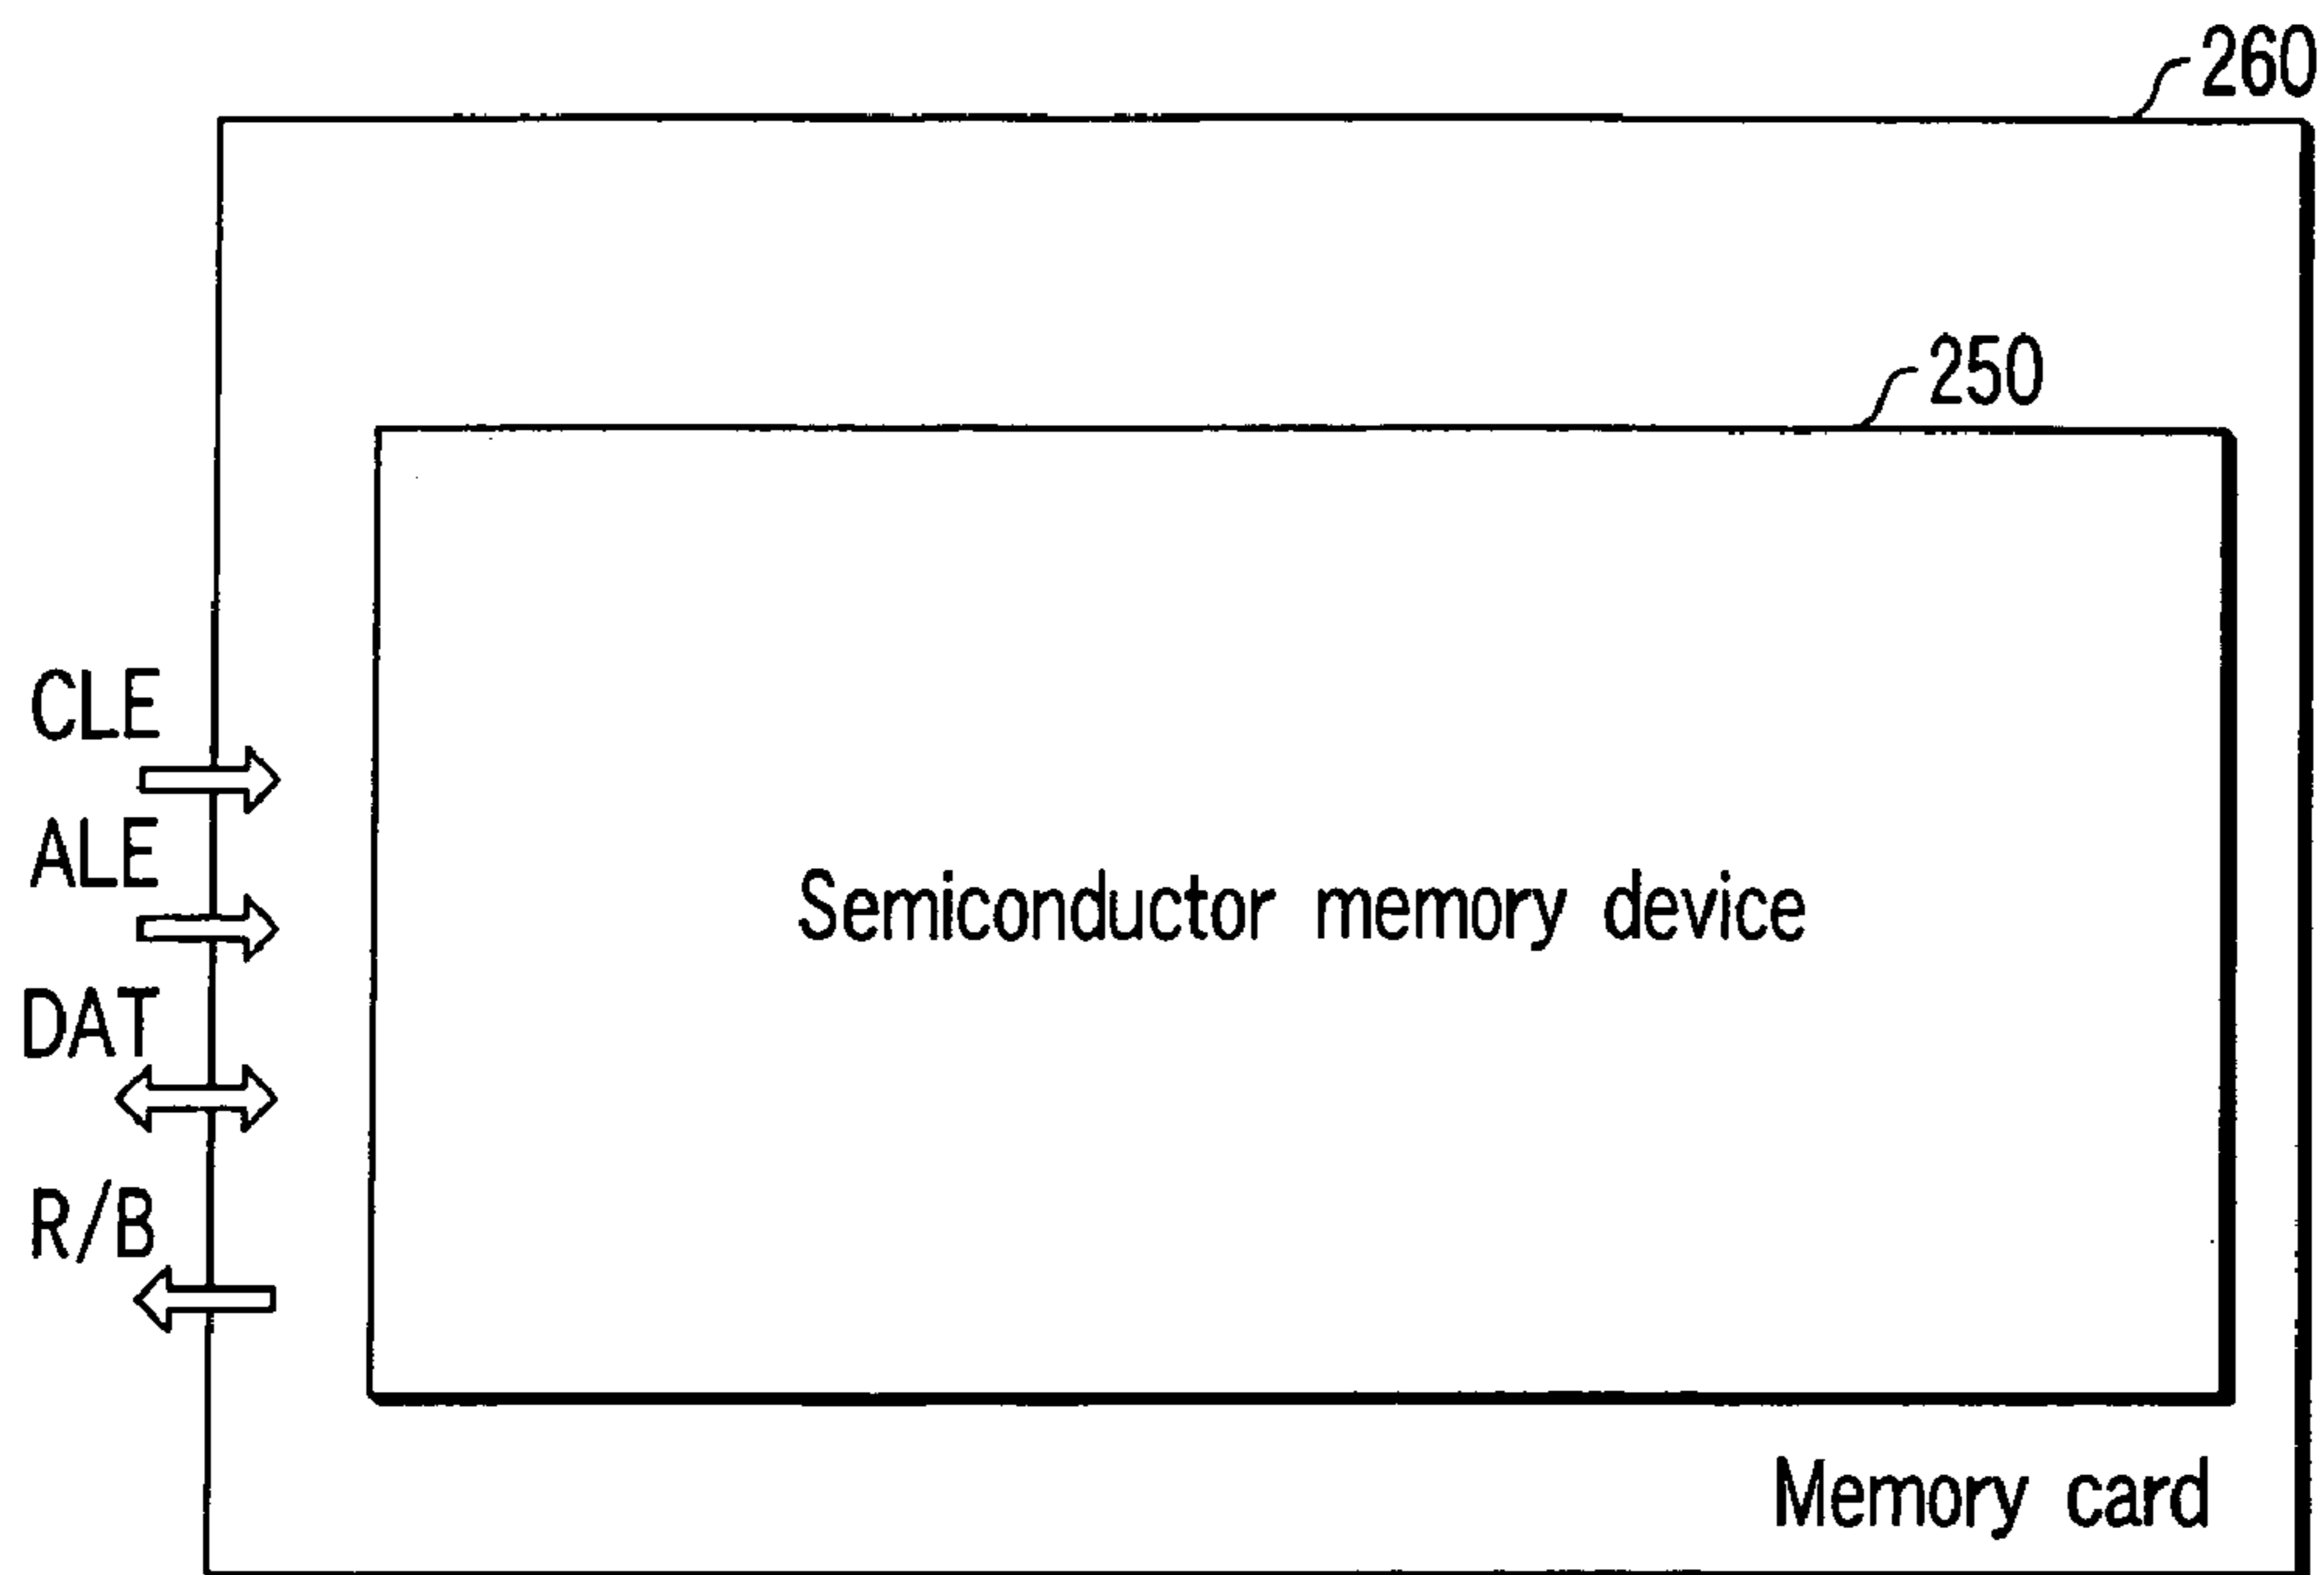 260
250
CLE
ALE
Semiconductor memory device
DAT
R/B
Memory card